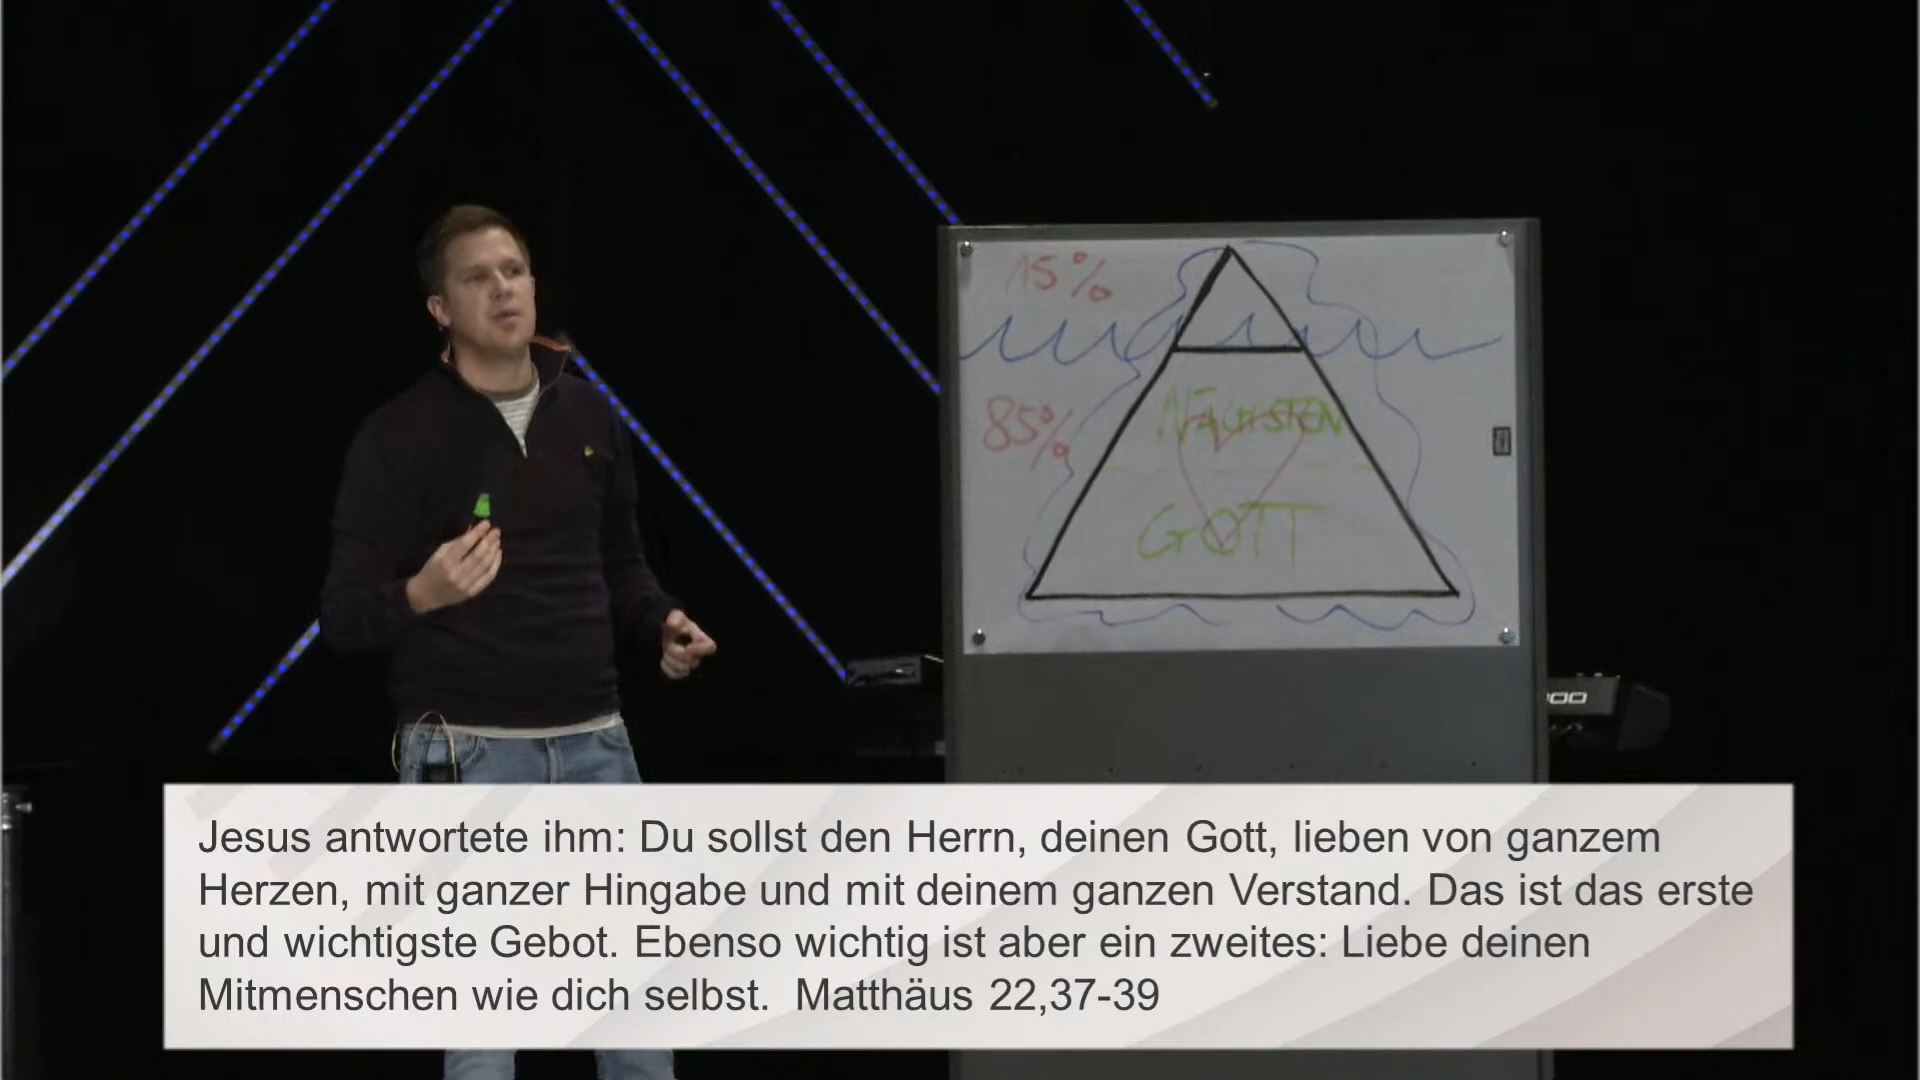 15%
85%
NÄCHSTEN
GOTT
Jesus antwortete ihm: Du sollst den Herrn, deinen Gott, lieben von ganzem
Herzen, mit ganzer Hingabe und mit deinem ganzen Verstand. Das ist das erste
und wichtigste Gebot. Ebenso wichtig ist aber ein zweites: Liebe deinen
Mitmenschen wie dich selbst. Matthäus 22,37-39